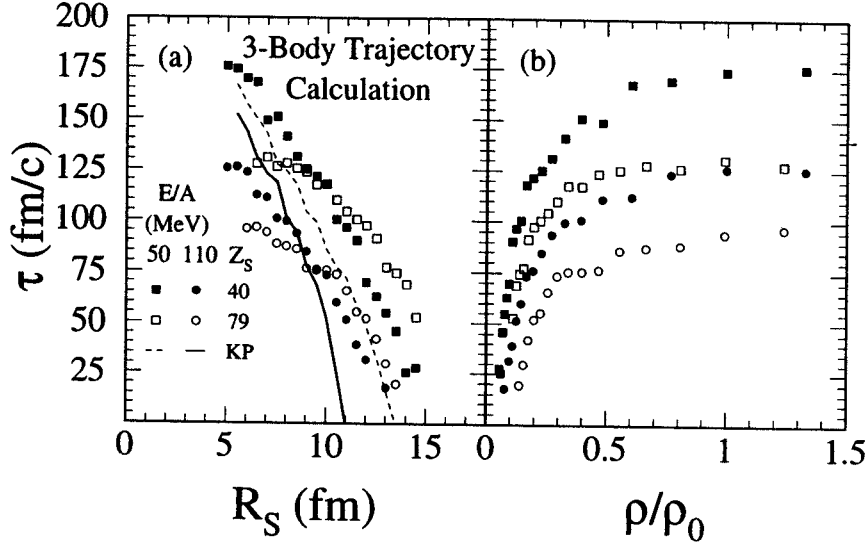 200
175
150
125
100
75
50
25
τ (fm/c)
(a) 3-Body Trajectory
Calculation
E/A
(MeV)
50 110 Z_S
40
79
KP
0 5 10 15
R_S (fm)
(b)
0 0.5 1 1.5
ρ/ρ_0